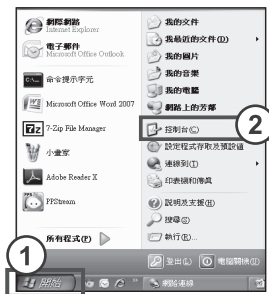 網際網路
Internet Explorer
電子郵件
Microsoft Office Outlook
命令提示字元
Microsoft Office Word 2007
7-Zip File Manager
小畫家
Adobe Reader X
PPStream
所有程式(P)
我的文件
我最近的文件(D)
我的圖片
我的音樂
我的電腦
網路上的芳鄰
控制台(C)
2
設定程式存取及預設值
連線到(T)
印表機和傳真
說明及支援(H)
搜尋(S)
執行(R)...
登出(L)
電腦關機(U)
1
開始
網路連線